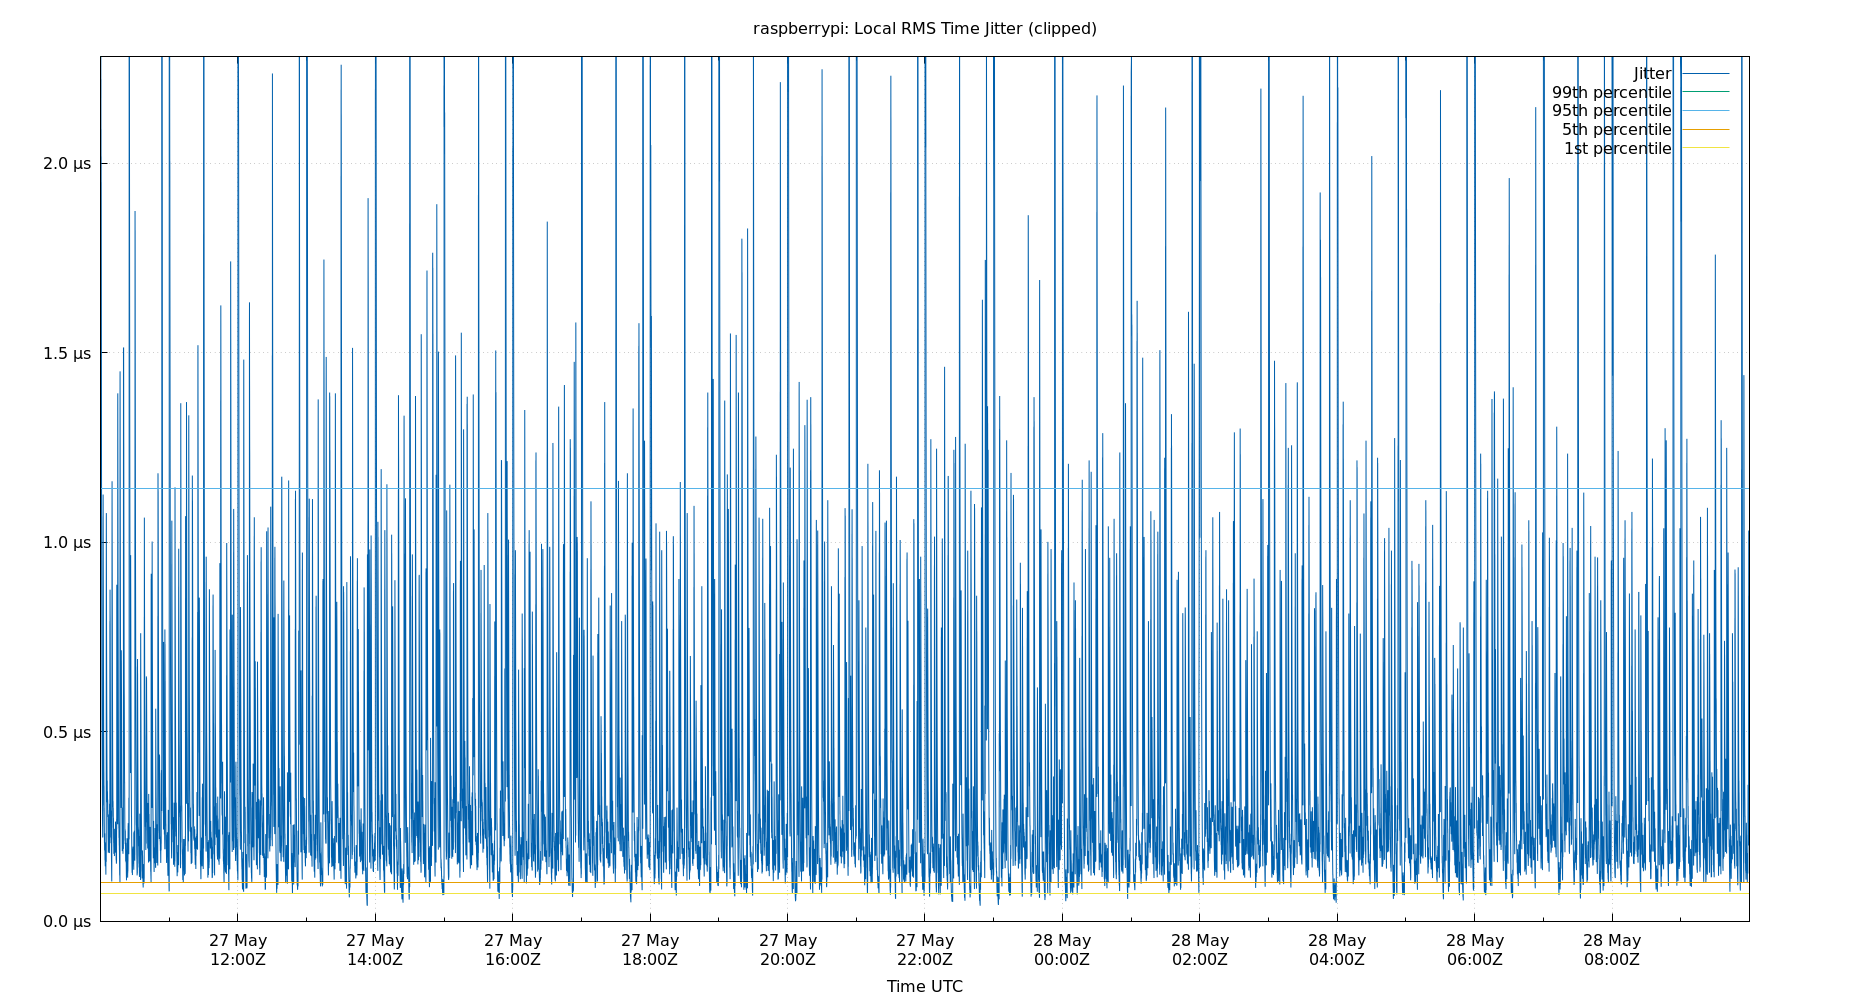 raspberrypi: Local RMS Time Jitter (clipped)
Jitter
99th percentile
95th percentile
5th percentile
1st percentile
2.0 µs
1.5 µs
1.0 µs
0.5 µs
0.0 µs
27 May 27 May 27 May 27 May 27 May 27 May 28 May 28 May 28 May 28 May 28 May
12:00Z 14:00Z 16:00Z 18:00Z 20:00Z 22:00Z 00:00Z 02:00Z 04:00Z 06:00Z 08:00Z
Time UTC